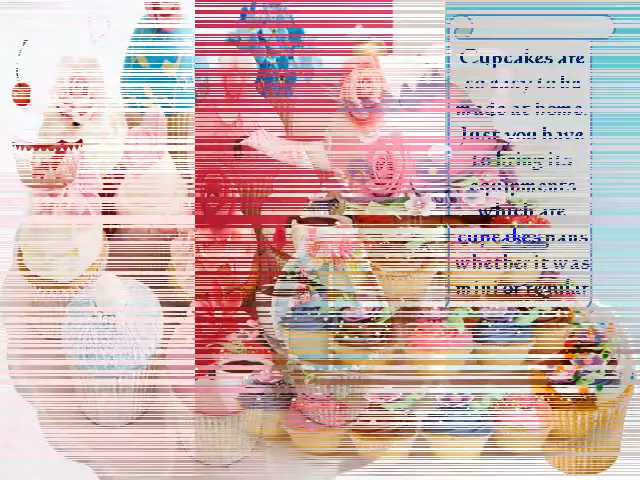 Cupcakes are
so easy to be
made at home.
Just you have
to bring its
equipments
which are
cupcakes pans
whether it was
mini or regular